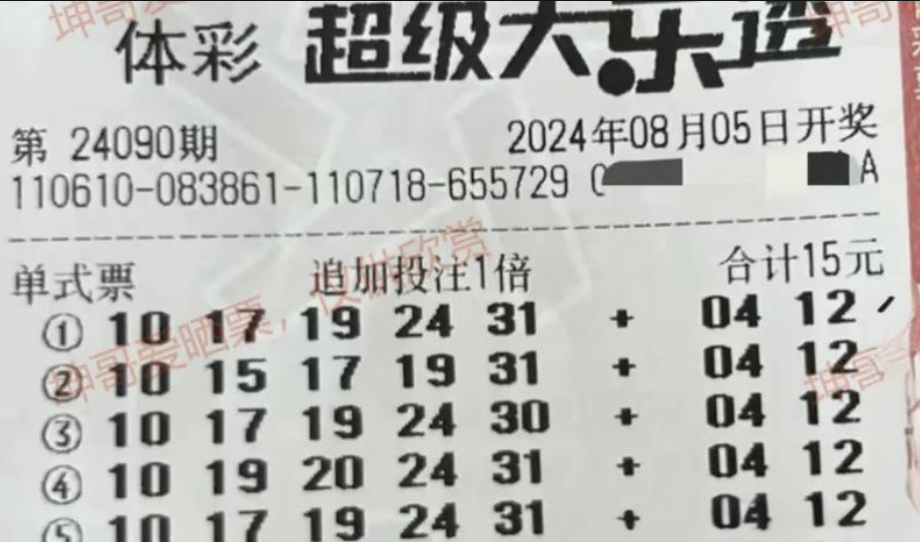 坤哥爱晒票
体彩 超级大乐透
第 24090期 2024年08月05日开奖
110610-083861-110718-655729 A
单式票 追加投注1倍 合计15元
坤哥爱晒票，仅供欣赏
① 10 17 19 24 31 + 04 12
② 10 15 17 19 31 + 04 12
③ 10 17 19 24 30 + 04 12
坤哥
④ 10 19 20 24 31 + 04 12
⑤ 10 17 19 24 31 + 04 12